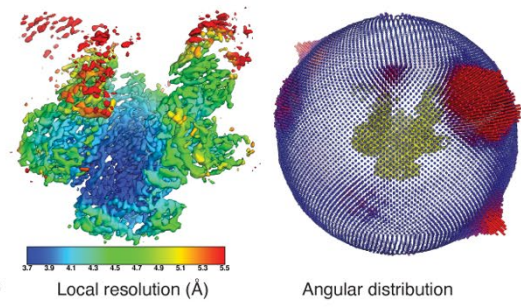 3.7 3.9 4.1 4.3 4.5 4.7 4.9 5.1 5.3 5.5
Local resolution (Å)
Angular distribution